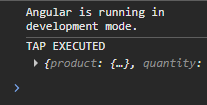 Angular is running in
development mode.
TAP EXECUTED
▶ {product: {…}, quantity:
>